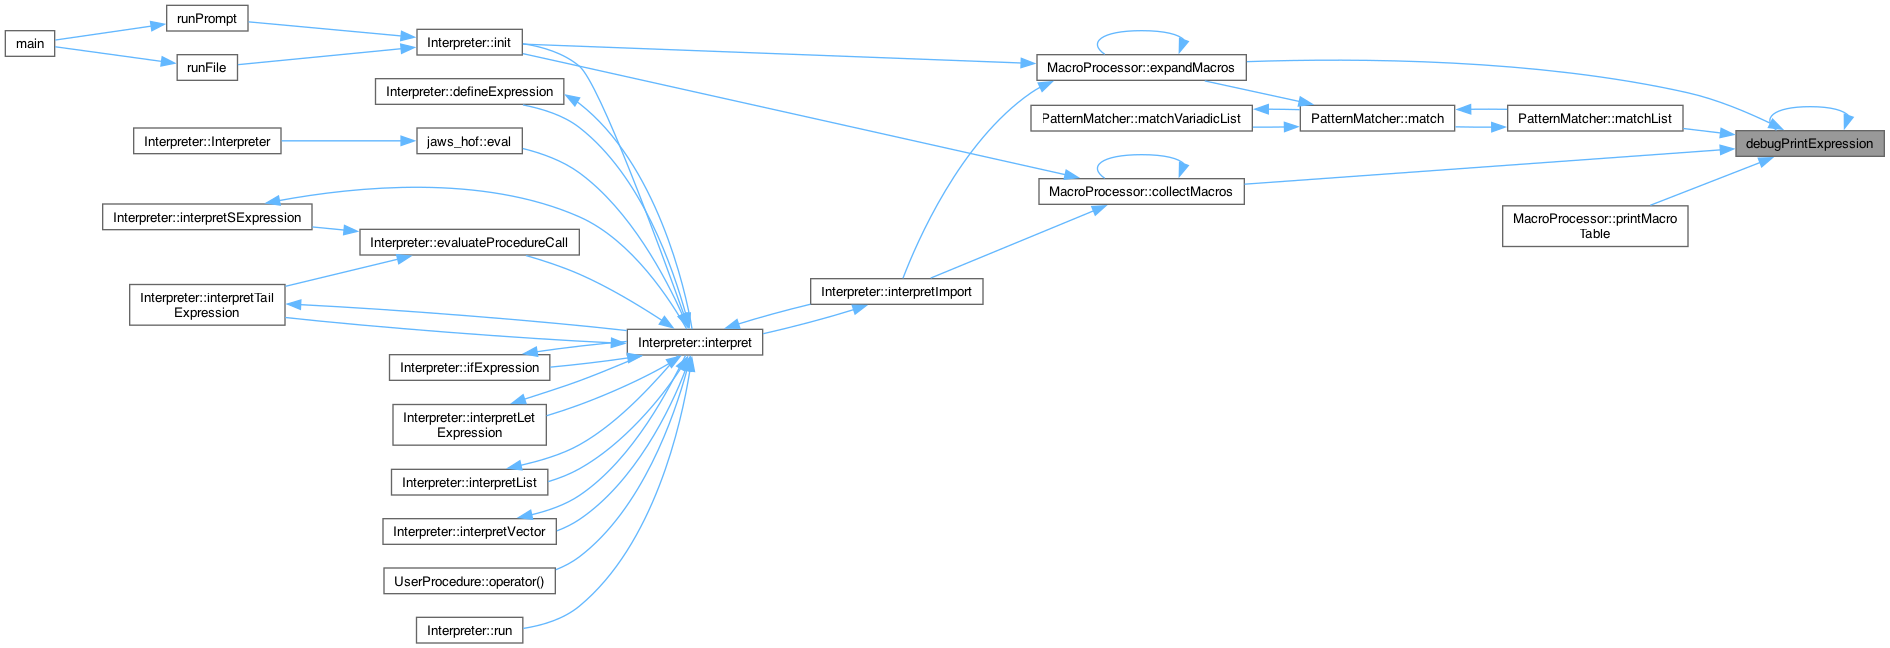 runPrompt
main
Interpreter::init
runFile
MacroProcessor::expandMacros
Interpreter::defineExpression
PatternMatcher::matchVariadicList
PatternMatcher::match
PatternMatcher::matchList
Interpreter::Interpreter
jaws_hof::eval
debugPrintExpression
MacroProcessor::collectMacros
Interpreter::interpretSExpression
MacroProcessor::printMacro
Table
Interpreter::evaluateProcedureCall
Interpreter::interpretTail
Expression
Interpreter::interpretImport
Interpreter::interpret
Interpreter::ifExpression
Interpreter::interpretLet
Expression
Interpreter::interpretList
Interpreter::interpretVector
UserProcedure::operator()
Interpreter::run